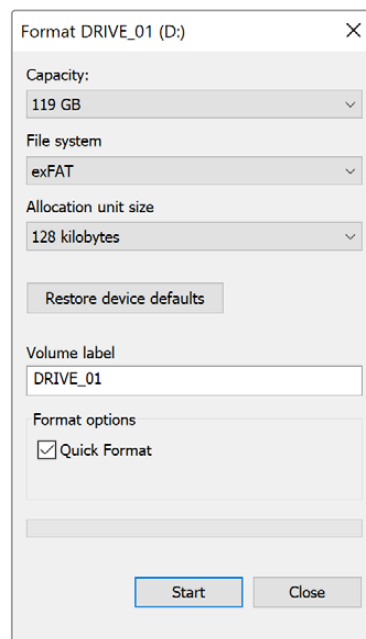 Format DRIVE_01 (D:)
Capacity:
119 GB
File system
exFAT
Allocation unit size
128 kilobytes
Restore device defaults
Volume label
DRIVE_01
Format options
Quick Format
Start Close